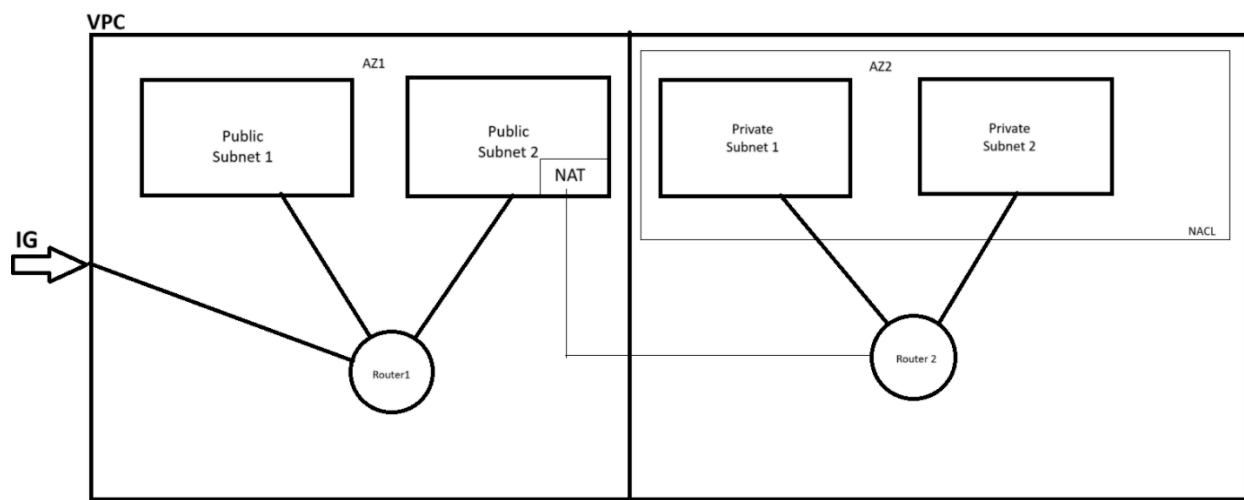 VPC
AZ1
AZ2
Public
Subnet 1
Public
Subnet 2
NAT
Private
Subnet 1
Private
Subnet 2
NACL
IG
Router1
Router 2